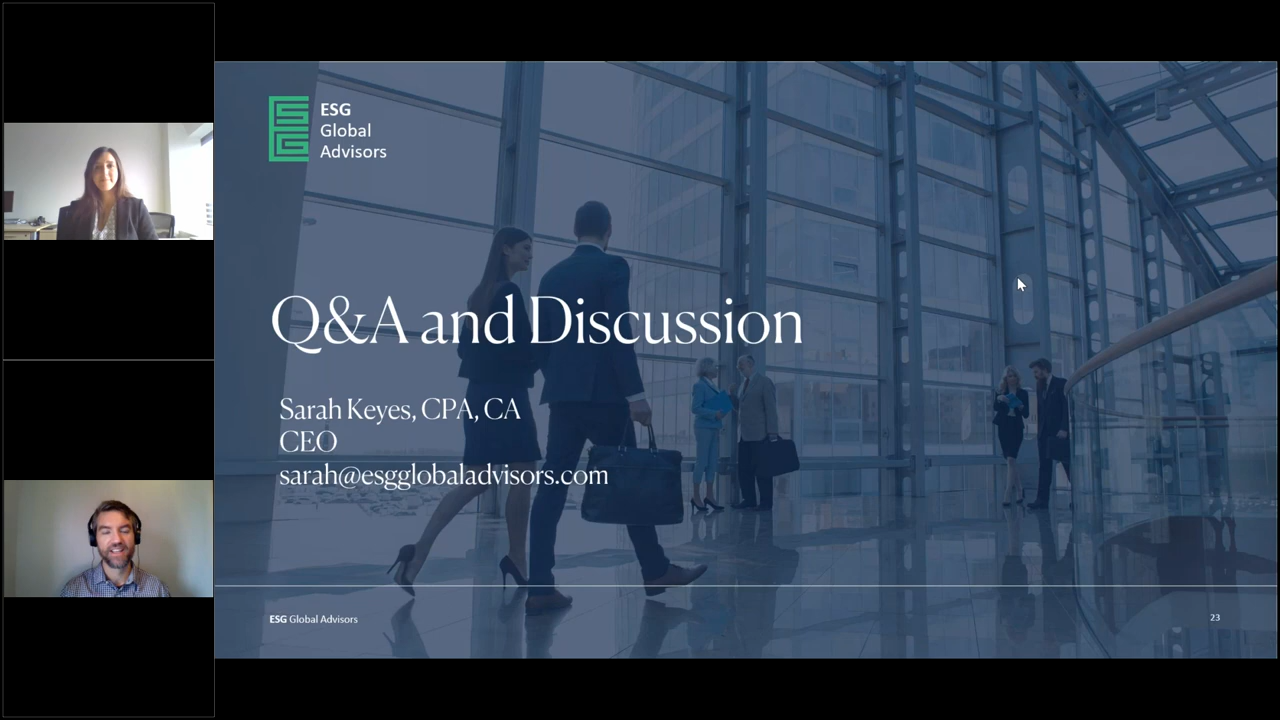 ESG
Global
Advisors
Q&A and Discussion
Sarah Keyes, CPA, CA
CEO
sarah@esgglobaladvisors.com
ESG Global Advisors
23